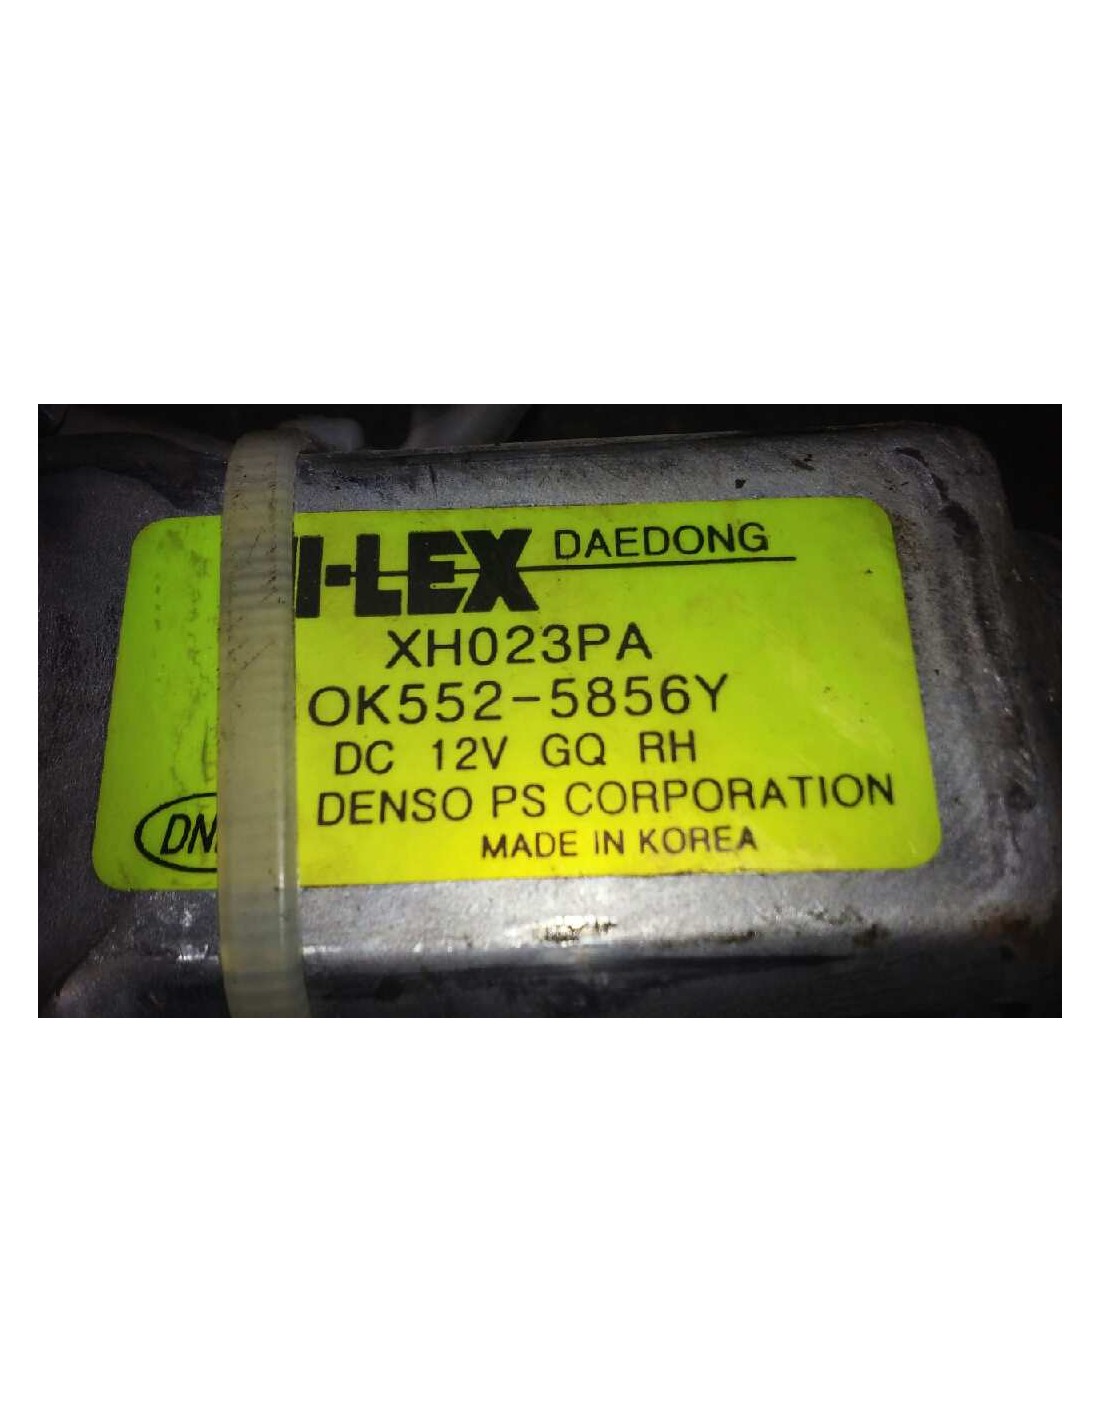 I-LEX DAEDONG
XH023PA
OK552-5856Y
DC 12V GQ RH
DENSO PS CORPORATION
MADE IN KOREA